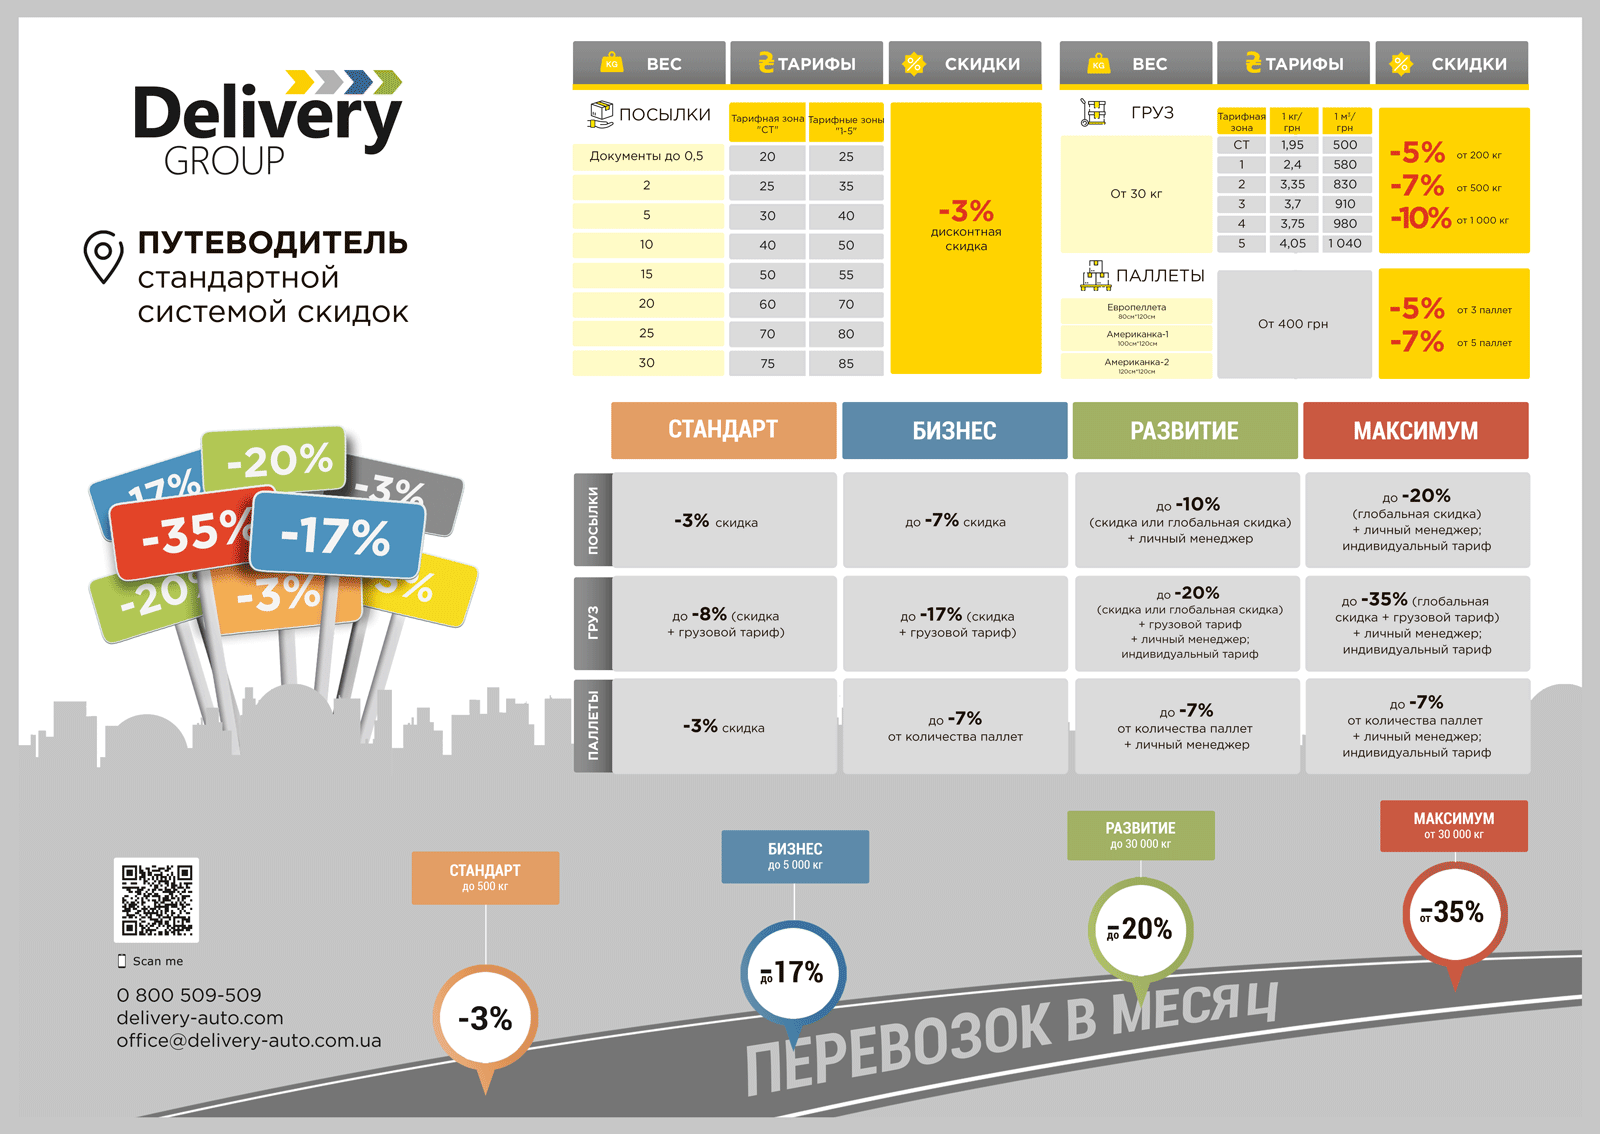 Delivery
GROUP
ПУТЕВОДИТЕЛЬ
стандартной
системой скидок
KG ВЕС
₴ ТАРИФЫ
% СКИДКИ
ПОСЫЛКИ
Тарифная зона "СТ"
Тарифные зоны "1-5"
Документы до 0,5 20 25
2 25 35
5 30 40
10 40 50
15 50 55
20 60 70
25 70 80
30 75 85
-3%
дисконтная
скидка
KG ВЕС
₴ ТАРИФЫ
% СКИДКИ
ГРУЗ
От 30 кг
Тарифная зона
1 кг/ грн
1 м³/ грн
СТ 1,95 500
1 2,4 580
2 3,35 830
3 3,7 910
4 3,75 980
5 4,05 1 040
-5% от 200 кг
-7% от 500 кг
-10% от 1 000 кг
ПАЛЛЕТЫ
Европеллета
80см*120см
Американка-1
100см*120см
Американка-2
120см*120см
От 400 грн
-5% от 3 паллет
-7% от 5 паллет
-17%
-20%
-3%
-35%
-17%
-20%
-3%
3%
СТАНДАРТ
БИЗНЕС
РАЗВИТИЕ
МАКСИМУМ
ПОСЫЛКИ
-3% скидка
до -7% скидка
до -10%
(скидка или глобальная скидка)
+ личный менеджер
до -20%
(глобальная скидка)
+ личный менеджер;
индивидуальный тариф
ГРУЗ
до -8% (скидка
+ грузовой тариф)
до -17% (скидка
+ грузовой тариф)
до -20%
(скидка или глобальная скидка)
+ грузовой тариф
+ личный менеджер;
индивидуальный тариф
до -35% (глобальная
скидка + грузовой тариф)
+ личный менеджер;
индивидуальный тариф
ПАЛЛЕТЫ
-3% скидка
до -7%
от количества паллет
до -7%
от количества паллет
+ личный менеджер
до -7%
от количества паллет
+ личный менеджер;
индивидуальный тариф
СТАНДАРТ
до 500 кг
-3%
БИЗНЕС
до 5 000 кг
до -17%
РАЗВИТИЕ
до 30 000 кг
до -20%
МАКСИМУМ
от 30 000 кг
от -35%
ПЕРЕВОЗОК В МЕСЯЦ
Scan me
0 800 509-509
delivery-auto.com
office@delivery-auto.com.ua